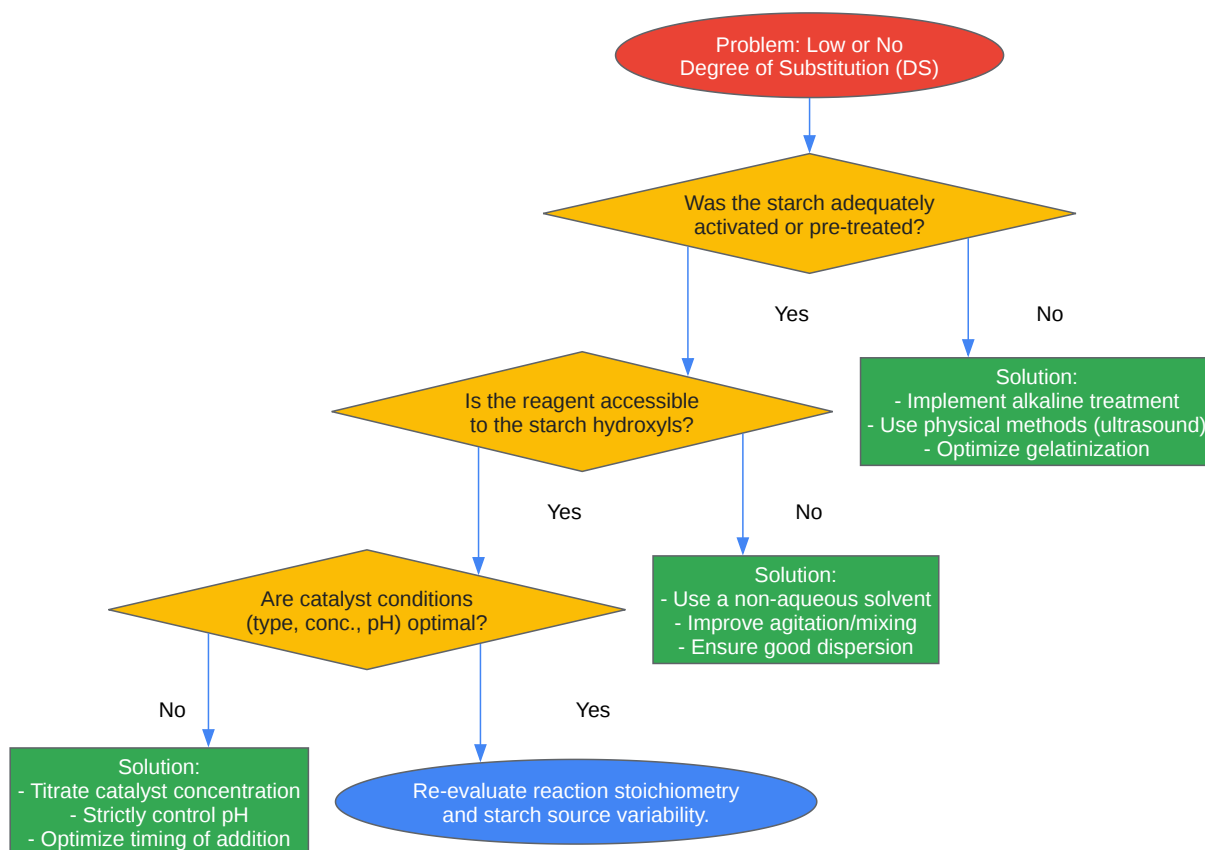 Problem: Low or No
Degree of Substitution (DS)
Was the starch adequately
activated or pre-treated?
Yes
No
Is the reagent accessible
to the starch hydroxyls?
Solution:
- Implement alkaline treatment
- Use physical methods (ultrasound)
- Optimize gelatinization
Yes
No
Are catalyst conditions
(type, conc., pH) optimal?
Solution:
- Use a non-aqueous solvent
- Improve agitation/mixing
- Ensure good dispersion
No
Yes
Solution:
- Titrate catalyst concentration
- Strictly control pH
- Optimize timing of addition
Re-evaluate reaction stoichiometry
and starch source variability.